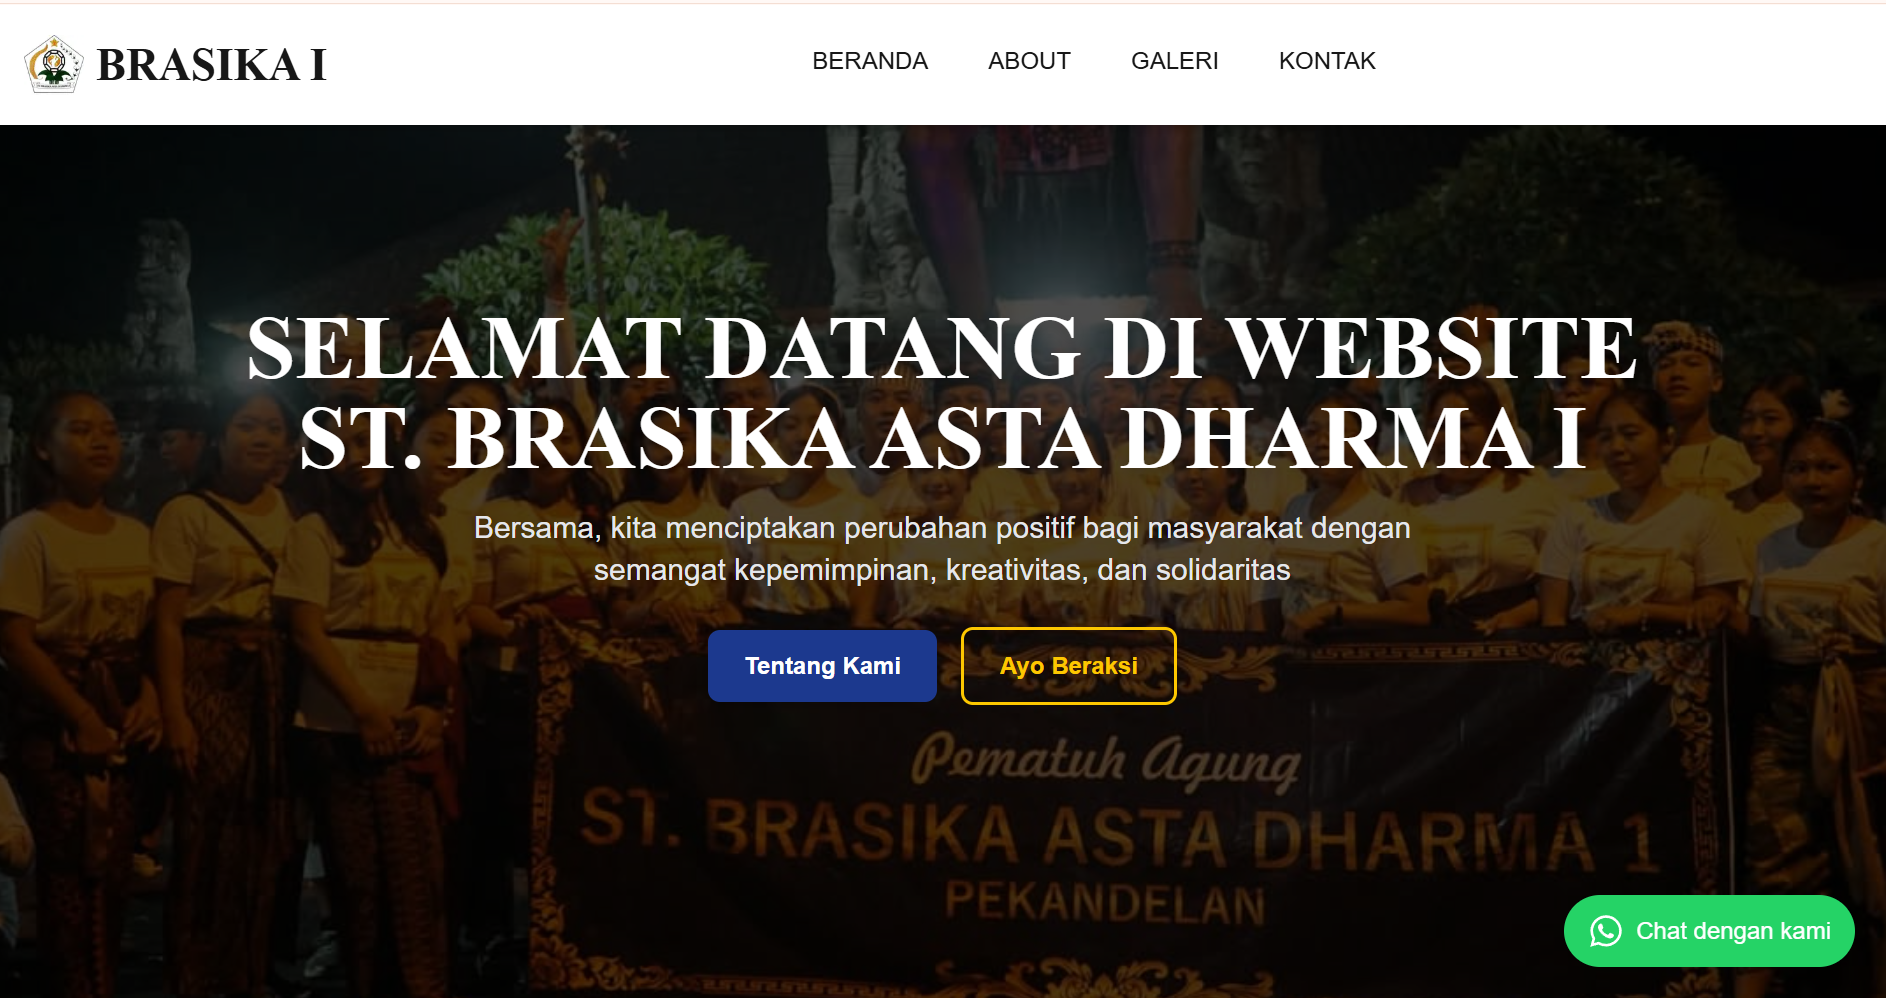 BRASIKA I
BERANDA ABOUT GALERI KONTAK
SELAMAT DATANG DI WEBSITE
ST. BRASIKA ASTA DHARMA I
Bersama, kita menciptakan perubahan positif bagi masyarakat dengan
semangat kepemimpinan, kreativitas, dan solidaritas
Tentang Kami
Ayo Beraksi
Pematuh Agung
ST. BRASIKA ASTA DHARMA 1
PEKANDELAN
Chat dengan kami